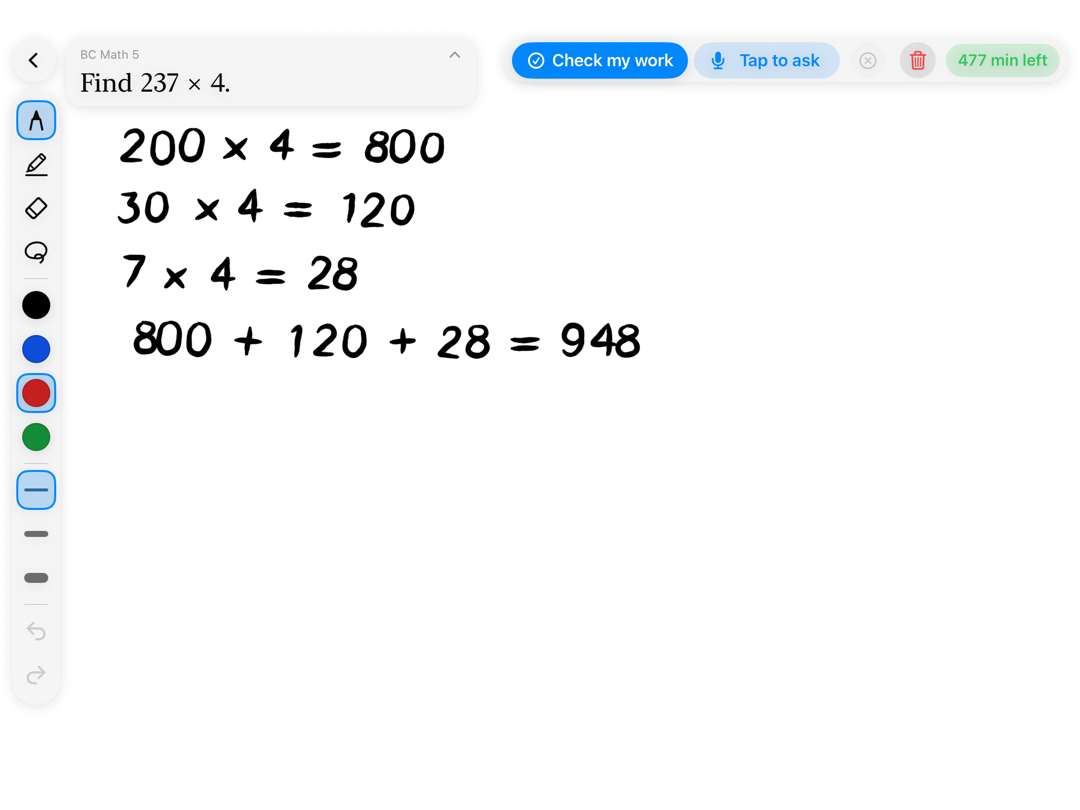 BC Math 5
Find 237 × 4.
Check my work
Tap to ask
477 min left
200 × 4 = 800
30 × 4 = 120
7 × 4 = 28
800 + 120 + 28 = 948